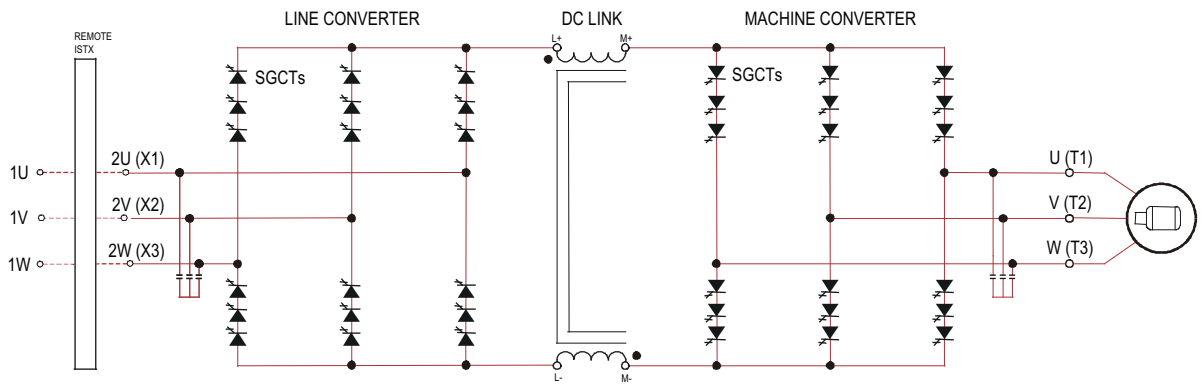 LINE CONVERTER
DC LINK
MACHINE CONVERTER
REMOTE
ISTX
L+
M+
SGCTs
SGCTs
1U
2U (X1)
U (T1)
1V
2V (X2)
V (T2)
1W
2W (X3)
W (T3)
L-
M-